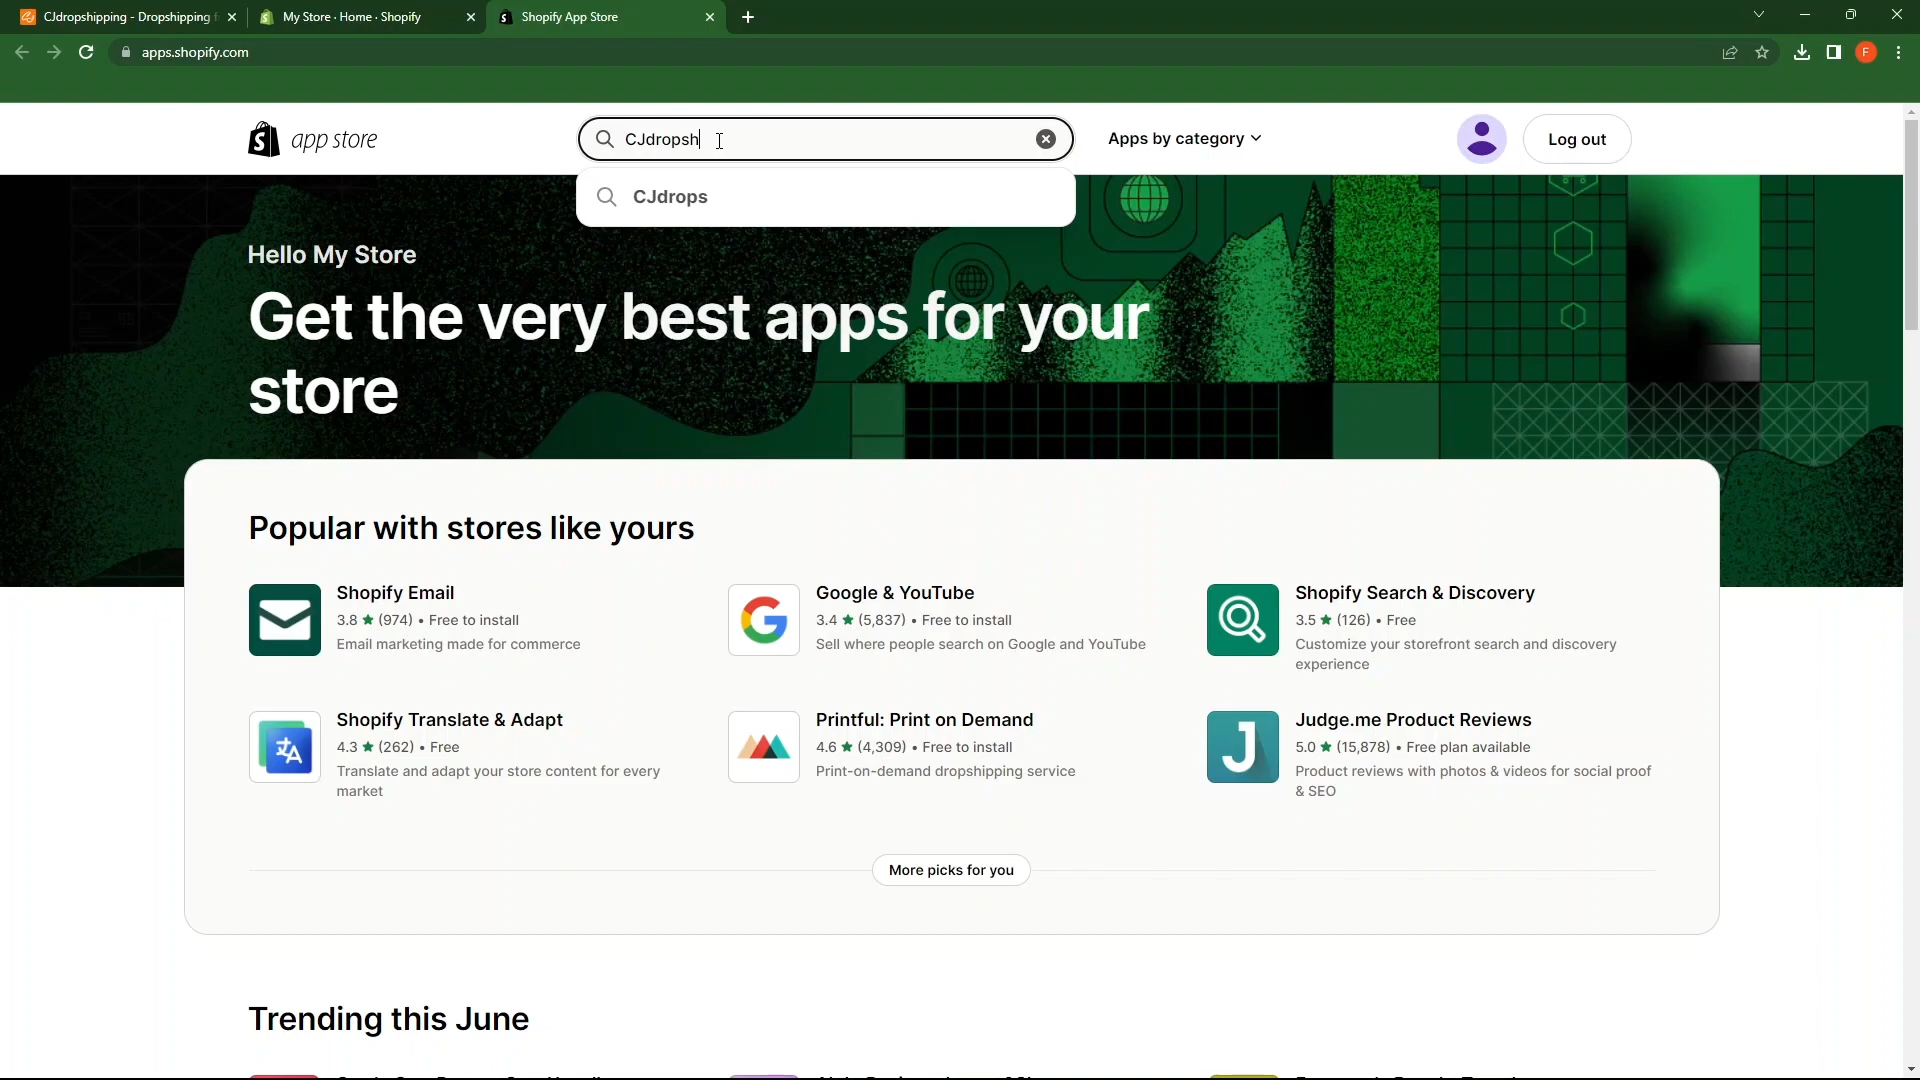 CJdropshipping - Dropshipping f
My Store · Home · Shopify
Shopify App Store
apps.shopify.com
F
app store
CJdropsh
Apps by category
Log out
CJdrops
Hello My Store
Get the very best apps for your
store
Popular with stores like yours
Shopify Email
3.8 ★ (974) • Free to install
Email marketing made for commerce
Google & YouTube
3.4 ★ (5,837) • Free to install
Sell where people search on Google and YouTube
Shopify Search & Discovery
3.5 ★ (126) • Free
Customize your storefront search and discovery
experience
Shopify Translate & Adapt
4.3 ★ (262) • Free
Translate and adapt your store content for every
market
Printful: Print on Demand
4.6 ★ (4,309) • Free to install
Print-on-demand dropshipping service
J
Judge.me Product Reviews
5.0 ★ (15,878) • Free plan available
Product reviews with photos & videos for social proof
& SEO
More picks for you
Trending this June